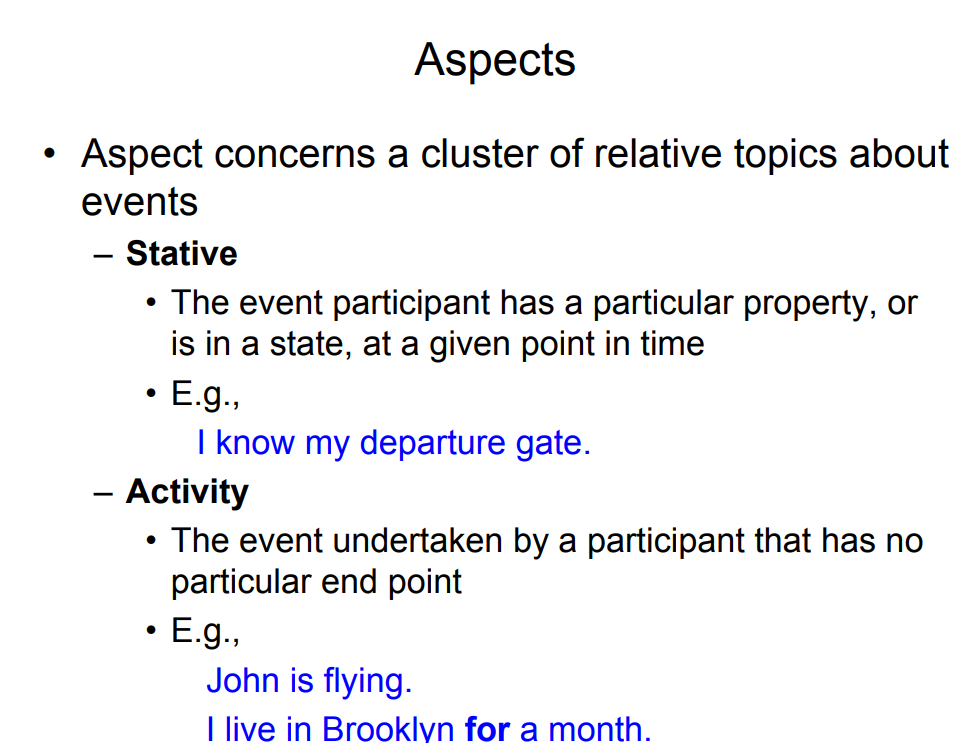 Aspects
• Aspect concerns a cluster of relative topics about
events
– Stative
• The event participant has a particular property, or
is in a state, at a given point in time
• E.g.,
I know my departure gate.
– Activity
• The event undertaken by a participant that has no
particular end point
• E.g.,
John is flying.
I live in Brooklyn for a month.